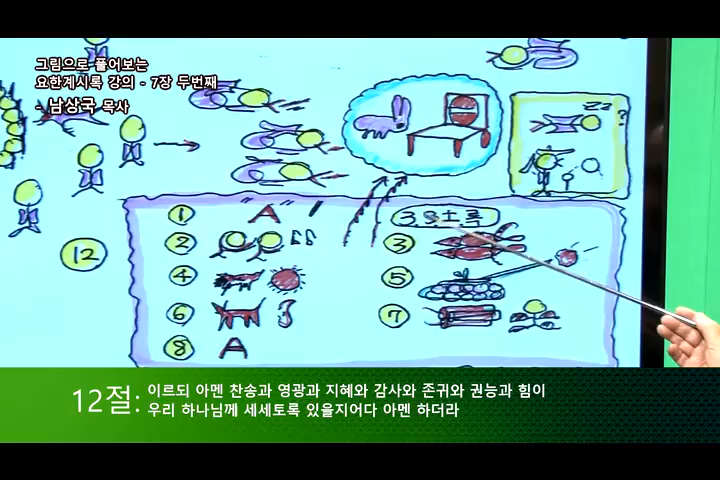 그림으로 풀어보는
요한계시록 강의 - 7장 두번째
- 남상국 목사
zz ?
① A
38노록
②
③
④
⑤
⑥
⑦
⑧ A
12
12절: 이르되 아멘 찬송과 영광과 지혜와 감사와 존귀와 권능과 힘이
우리 하나님께 세세토록 있을지어다 아멘 하더라